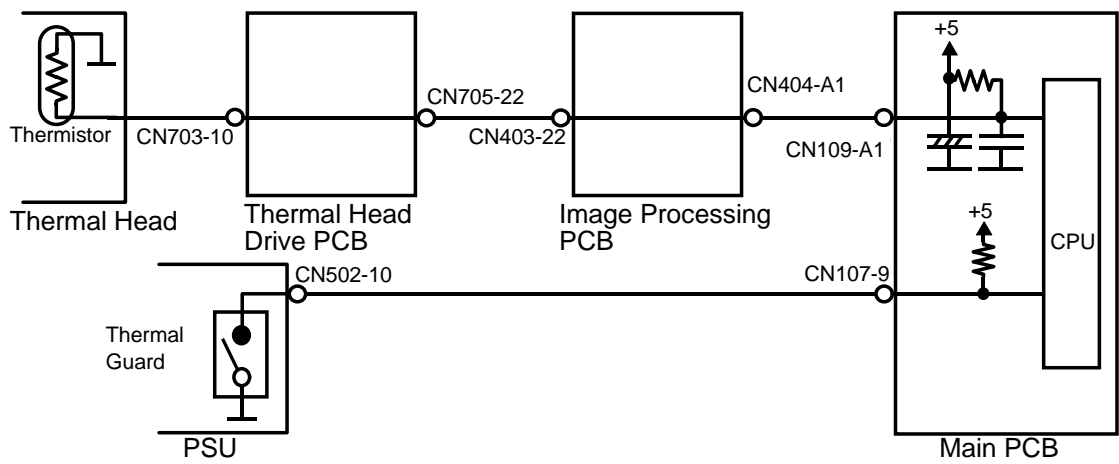 +5
CN404-A1
CN705-22
Thermistor
CN703-10
CN403-22
CN109-A1
Thermal Head
Thermal Head
Drive PCB
Image Processing
PCB
+5
CPU
CN502-10
CN107-9
Thermal
Guard
PSU
Main PCB